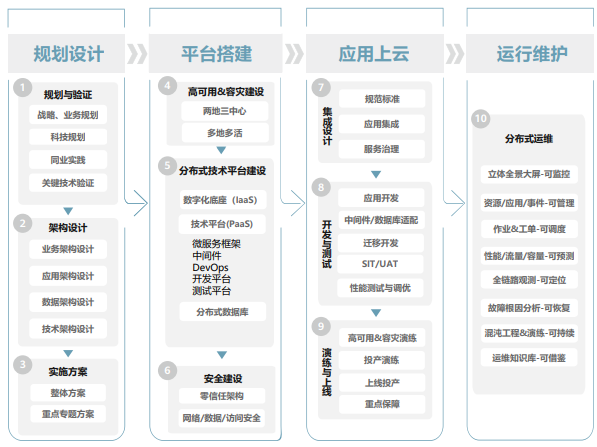 规划设计
1
规划与验证
战略、业务规划
科技规划
同业实践
关键技术验证
2
架构设计
业务架构设计
应用架构设计
数据架构设计
技术架构设计
3
实施方案
整体方案
重点专题方案
平台搭建
4
高可用&容灾建设
两地三中心
多地多活
5
分布式技术平台建设
数字化底座（IaaS）
技术平台(PaaS)
微服务框架
中间件
DevOps
开发平台
测试平台
分布式数据库
6
安全建设
零信任架构
网络/数据/访问安全
应用上云
7
集成设计
规范标准
应用集成
服务治理
8
开发与测试
应用开发
中间件/数据库适配
迁移开发
SIT/UAT
性能测试与调优
9
演练与上线
高可用&容灾演练
投产演练
上线投产
重点保障
运行维护
10
分布式运维
立体全景大屏-可监控
资源/应用/事件-可管理
作业&工单-可调度
性能/流量/容量-可预测
全链路观测-可定位
故障根因分析-可恢复
混沌工程&演练-可持续
运维知识库-可借鉴